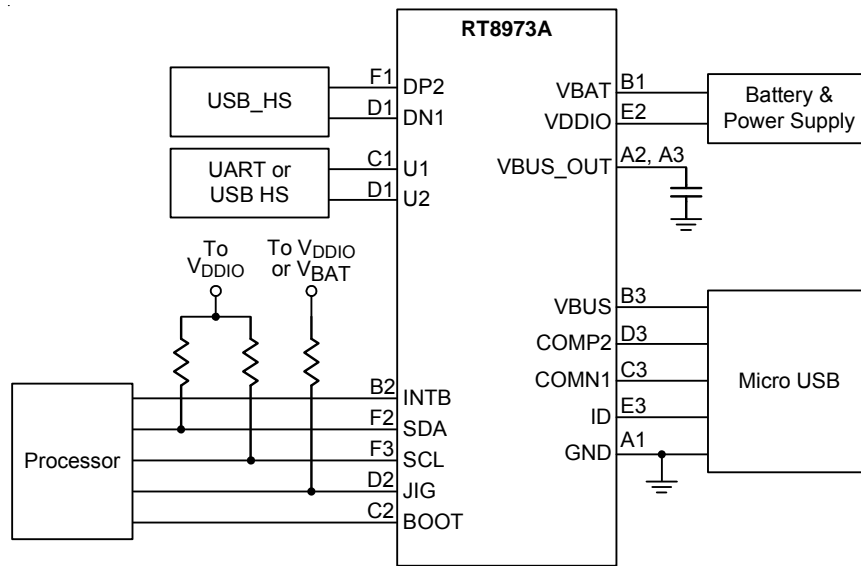 RT8973A
USB_HS
F1 DP2
D1 DN1
UART or
USB HS
C1 U1
D1 U2
VBAT B1
VDDIO E2
Battery &
Power Supply
VBUS_OUT A2, A3
To
VDDIO
To VDDIO
or VBAT
VBUS B3
COMP2 D3
COMN1 C3
ID E3
GND A1
Micro USB
Processor
B2 INTB
F2 SDA
F3 SCL
D2 JIG
C2 BOOT